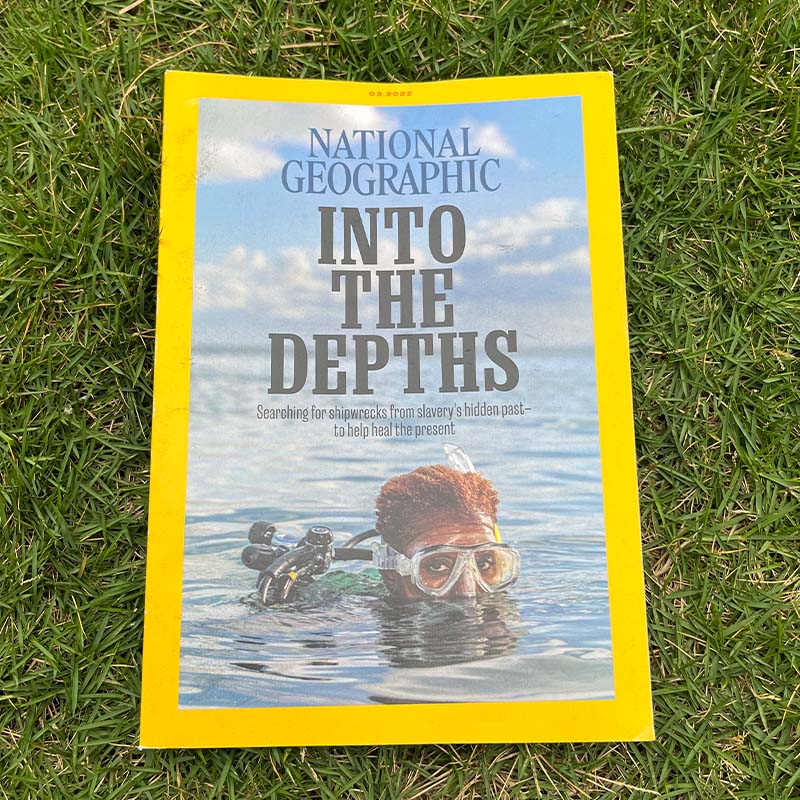 03.2022
NATIONAL
GEOGRAPHIC
INTO
THE
DEPTHS
Searching for shipwrecks from slavery's hidden past–
to help heal the present